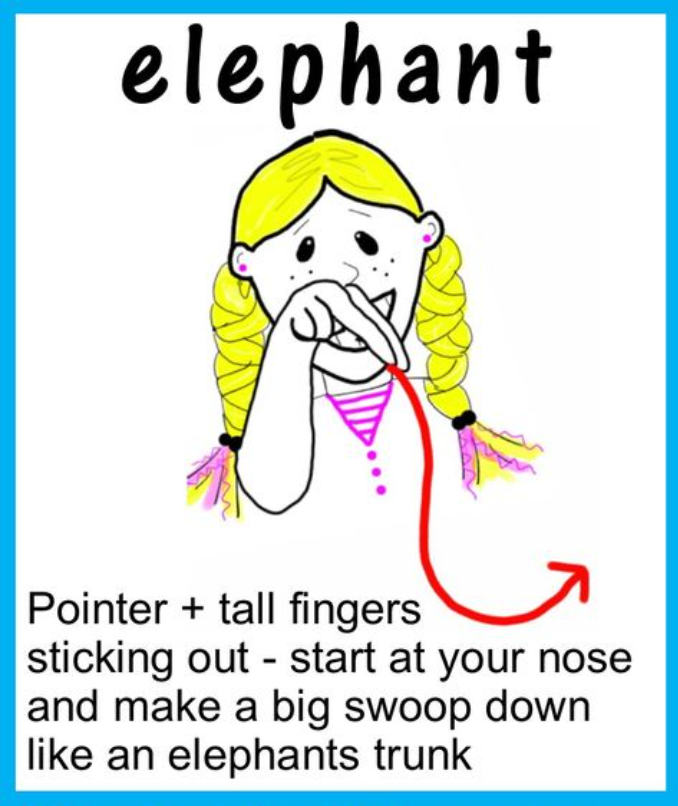 elephant
Pointer + tall fingers
sticking out - start at your nose
and make a big swoop down
like an elephants trunk